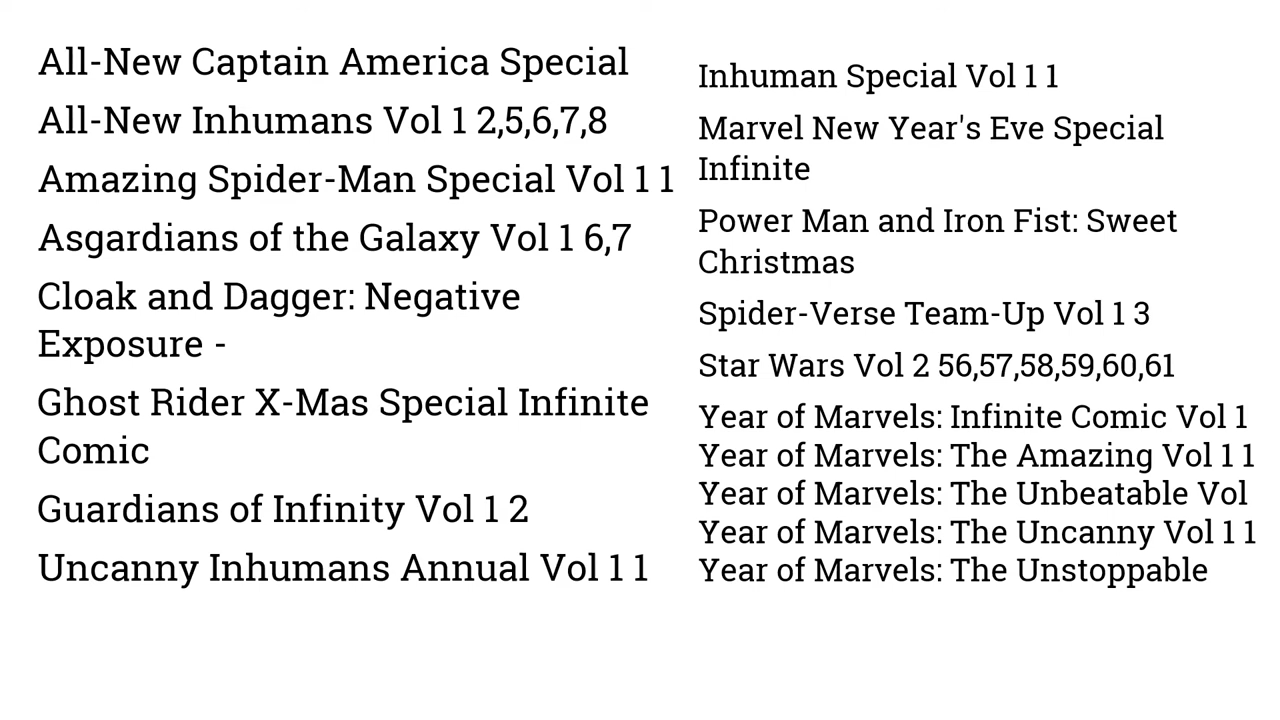 All-New Captain America Special
All-New Inhumans Vol 1 2,5,6,7,8
Amazing Spider-Man Special Vol 1 1
Asgardians of the Galaxy Vol 1 6,7
Cloak and Dagger: Negative
Exposure -
Ghost Rider X-Mas Special Infinite
Comic
Guardians of Infinity Vol 1 2
Uncanny Inhumans Annual Vol 1 1
Inhuman Special Vol 1 1
Marvel New Year's Eve Special
Infinite
Power Man and Iron Fist: Sweet
Christmas
Spider-Verse Team-Up Vol 1 3
Star Wars Vol 2 56,57,58,59,60,61
Year of Marvels: Infinite Comic Vol 1
Year of Marvels: The Amazing Vol 1 1
Year of Marvels: The Unbeatable Vol
Year of Marvels: The Uncanny Vol 1 1
Year of Marvels: The Unstoppable